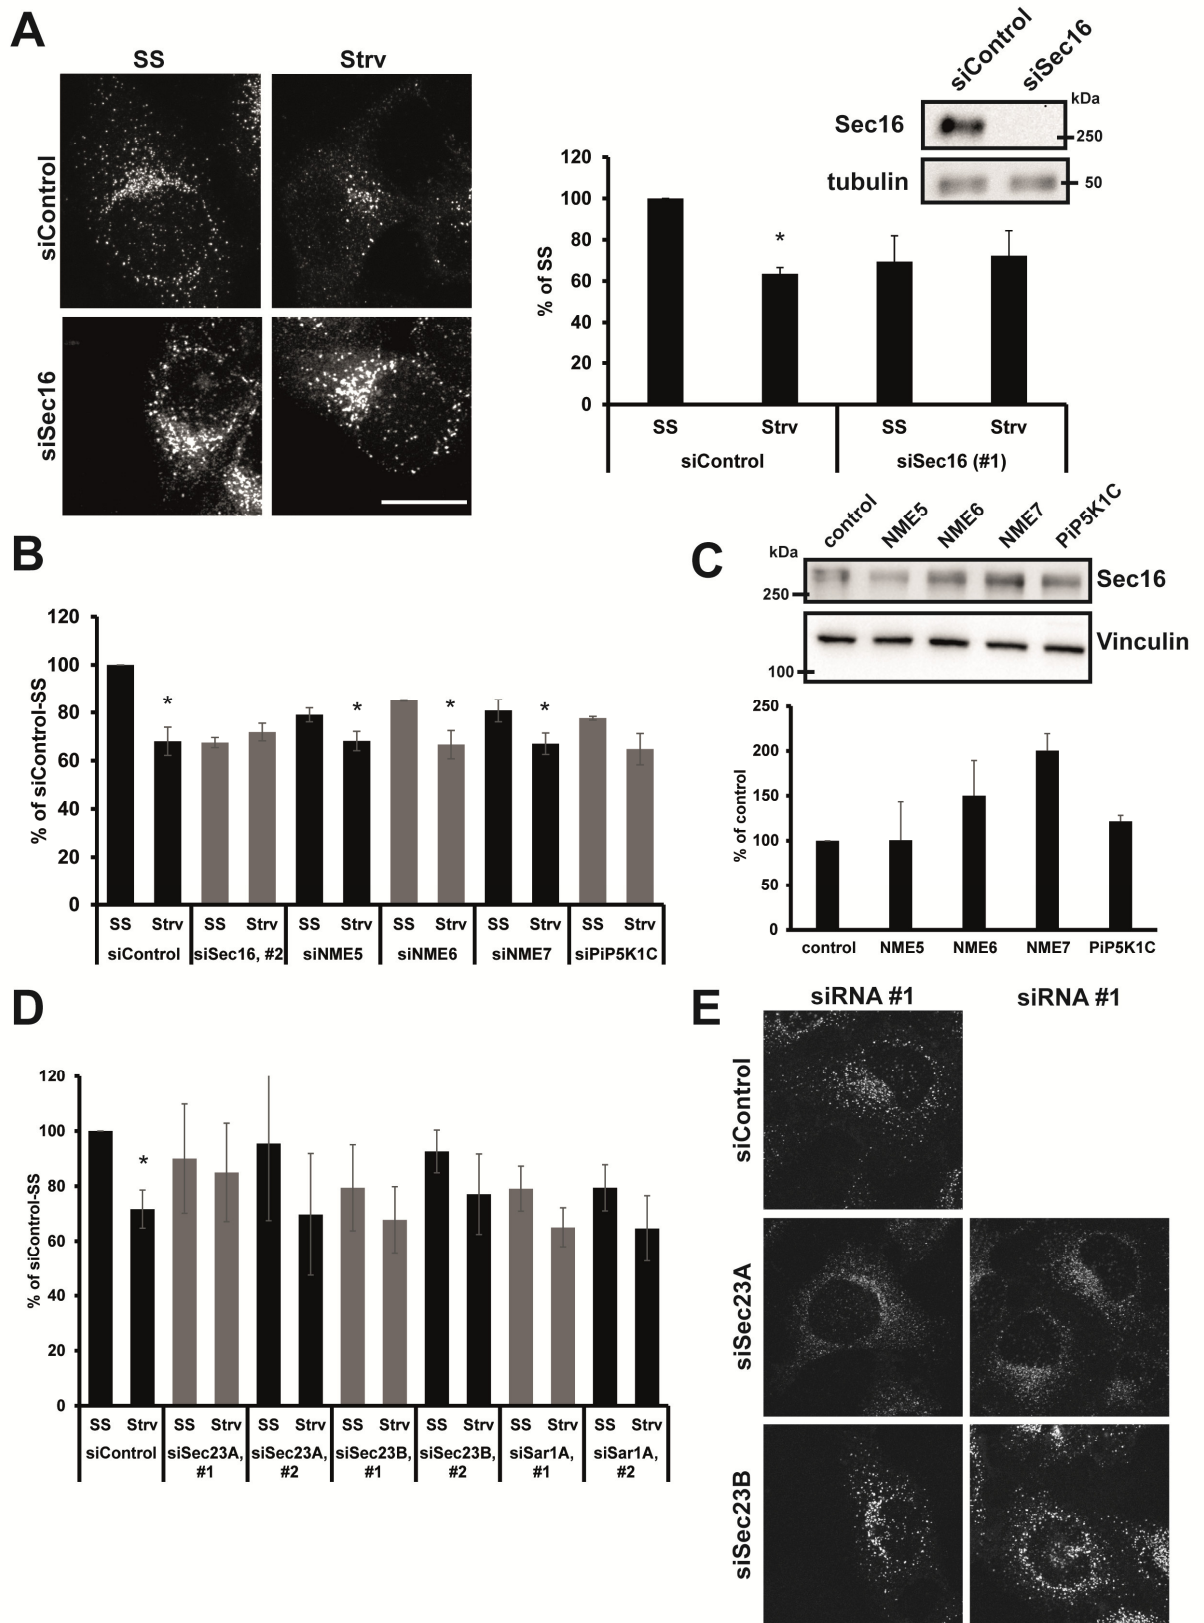 A
SS
Strv
siControl
siSec16
siControl
siSec16
kDa
Sec16
250
tubulin
50
120
100
80
60
40
20
0
% of SS
*
SS
Strv
SS
Strv
siControl
siSec16 (#1)
B
120
100
80
60
40
20
0
% of siControl-SS
*
*
*
*
SS
Strv
SS
Strv
SS
Strv
SS
Strv
SS
Strv
SS
Strv
siControl
siSec16, #2
siNME5
siNME6
siNME7
siPiP5K1C
C
control
NME5
NME6
NME7
PiP5K1C
kDa
250
Sec16
Vinculin
100
250
200
150
100
50
0
% of control
control
NME5
NME6
NME7
PiP5K1C
D
120
100
80
60
40
20
0
% of siControl-SS
*
SS
Strv
SS
Strv
SS
Strv
SS
Strv
SS
Strv
SS
Strv
SS
Strv
siControl
siSec23A,
#1
siSec23A,
#2
siSec23B,
#1
siSec23B,
#2
siSar1A,
#1
siSar1A,
#2
E
siRNA #1
siRNA #1
siControl
siSec23A
siSec23B